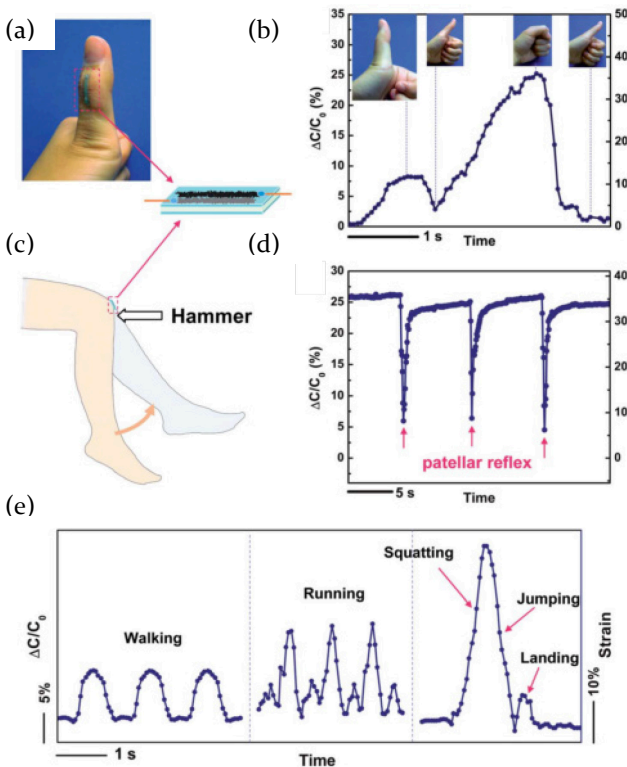 (a)
(b)
35
30
25
20
15
10
5
0
ΔC/C₀ (%)
50
40
30
20
10
0
1 s
Time
(c)
Hammer
(d)
30
25
20
15
10
5
0
ΔC/C₀ (%)
40
30
20
10
0
patellar reflex
5 s
Time
(e)
ΔC/C₀
5%
Walking
Running
Squatting
Jumping
Landing
Strain
10%
1 s
Time